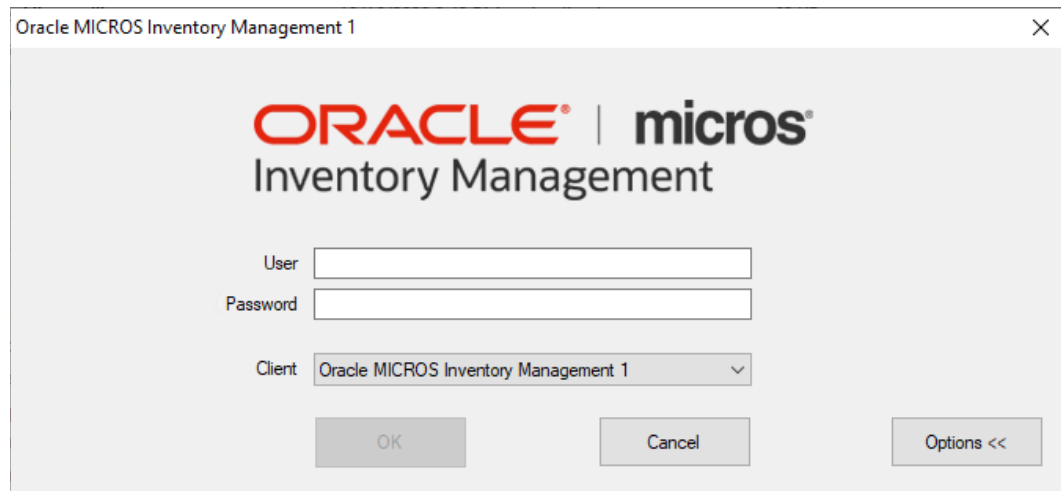 Oracle MICROS Inventory Management 1
ORACLE® | micros®
Inventory Management
User
Password
Client Oracle MICROS Inventory Management 1
OK Cancel Options <<